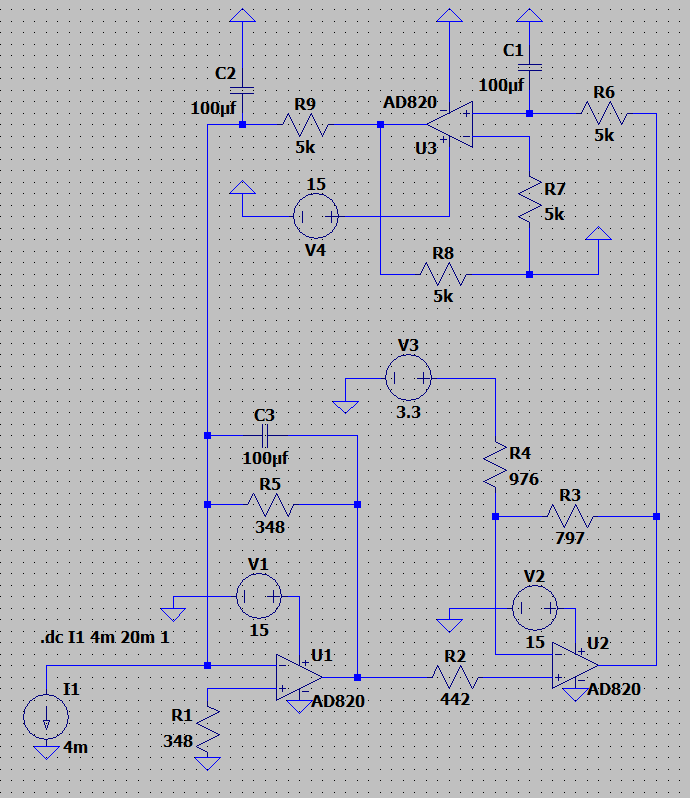 C1
C2
100µf
R6
R9
AD820
100µf
U3
5k
5k
15
R7
5k
V4
R8
5k
V3
3.3
C3
R4
100µf
976
R5
R3
348
797
V1
V2
.dc I1 4m 20m 1
15
15
U1
R2
U2
I1
AD820
442
AD820
R1
348
4m